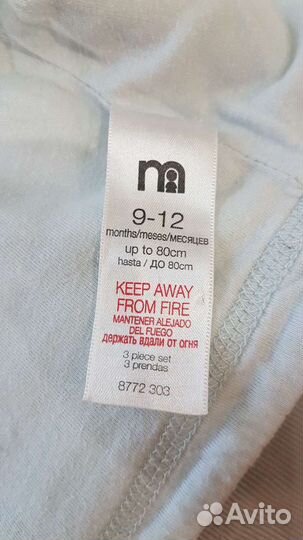 m
9-12
months/meses/МЕСЯЦЕВ
up to 80cm
hasta / ДО 80cm
KEEP AWAY
FROM FIRE
MANTENER ALEJADO
DEL FUEGO
держать вдали от огня
3 piece set
3 prendas
8772 303
Avito